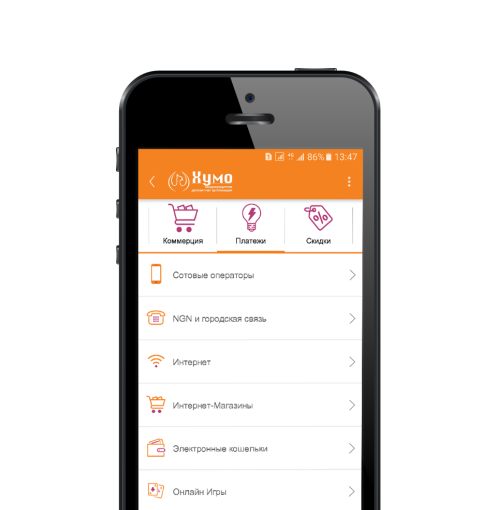 4G 86% 13:47
Хумо
Коммерция Платежи Скидки
Сотовые операторы
NGN и городская связь
Интернет
Интернет-Магазины
Электронные кошельки
Онлайн Игры